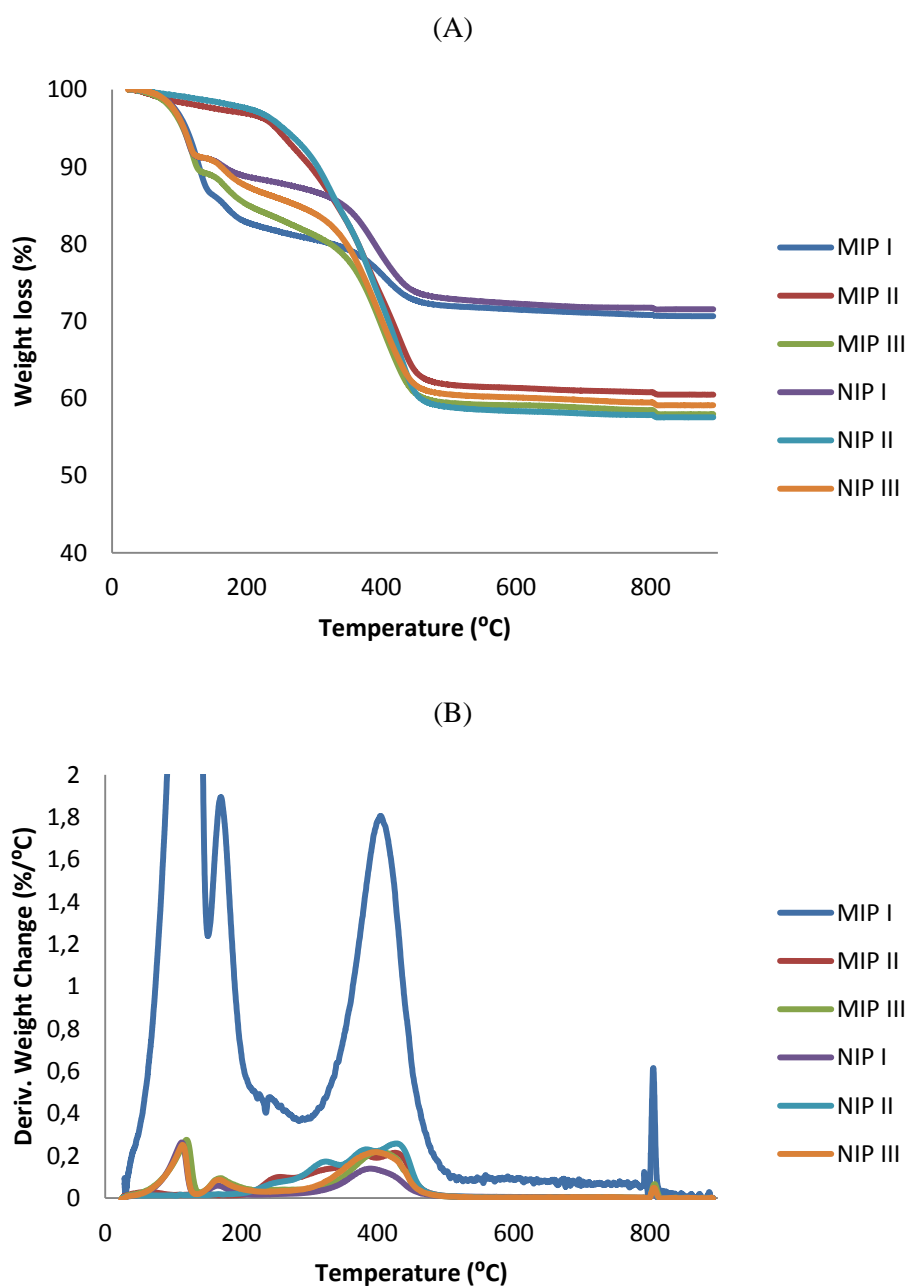 (A)
100
90
80
70
60
50
40
Weight loss (%)
0 200 400 600 800
Temperature (⁰C)
MIP I
MIP II
MIP III
NIP I
NIP II
NIP III
(B)
2
1,8
1,6
1,4
1,2
1
0,8
0,6
0,4
0,2
0
Deriv. Weight Change (%/⁰C)
0 200 400 600 800
Temperature (⁰C)
MIP I
MIP II
MIP III
NIP I
NIP II
NIP III